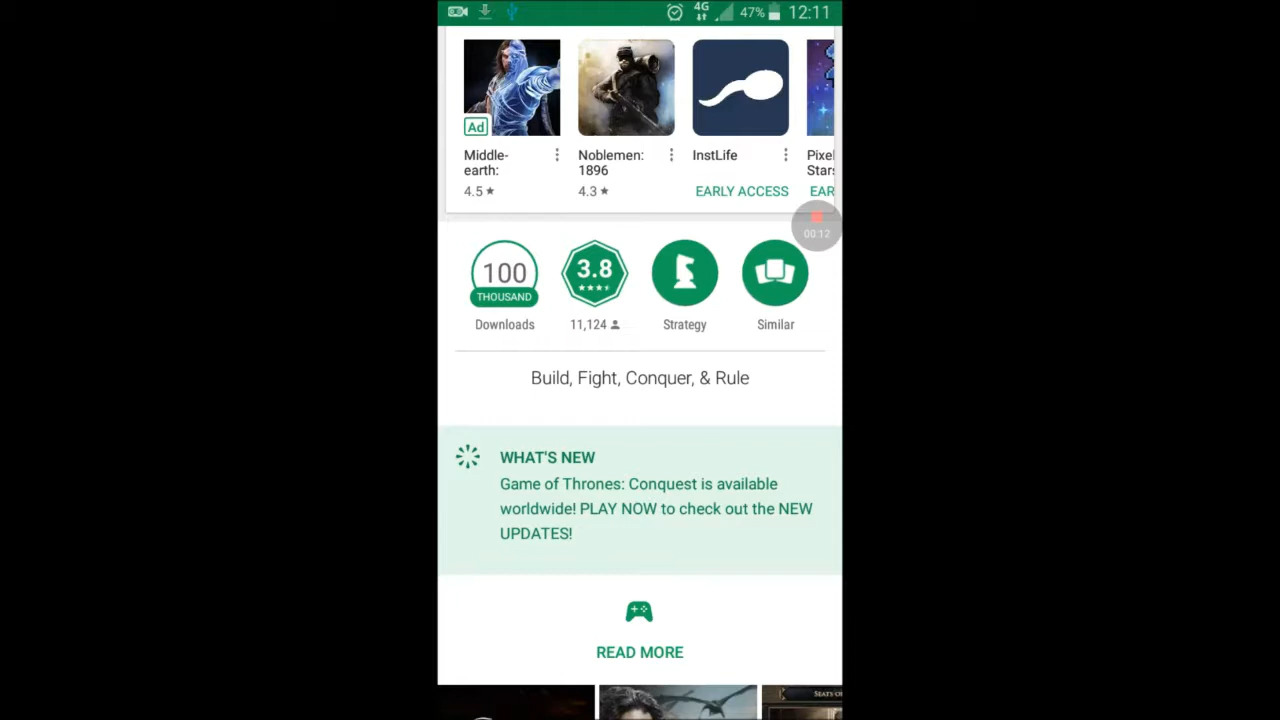 4G 47% 12:11
Ad
Middle-
earth:
4.5
Noblemen:
1896
4.3
InstLife
EARLY ACCESS
Pixel
Stars
EAR
00:12
100
THOUSAND
Downloads
3.8
11,124
Strategy
Similar
Build, Fight, Conquer, & Rule
WHAT'S NEW
Game of Thrones: Conquest is available
worldwide! PLAY NOW to check out the NEW
UPDATES!
READ MORE
SEATS O